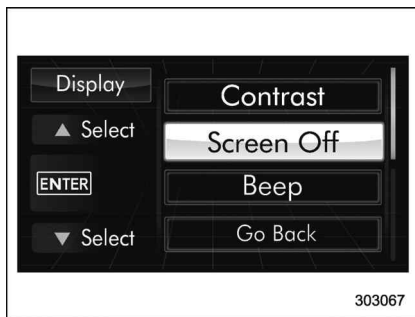 Display
▲ Select
ENTER
▼ Select
Contrast
Screen Off
Beep
Go Back
303067